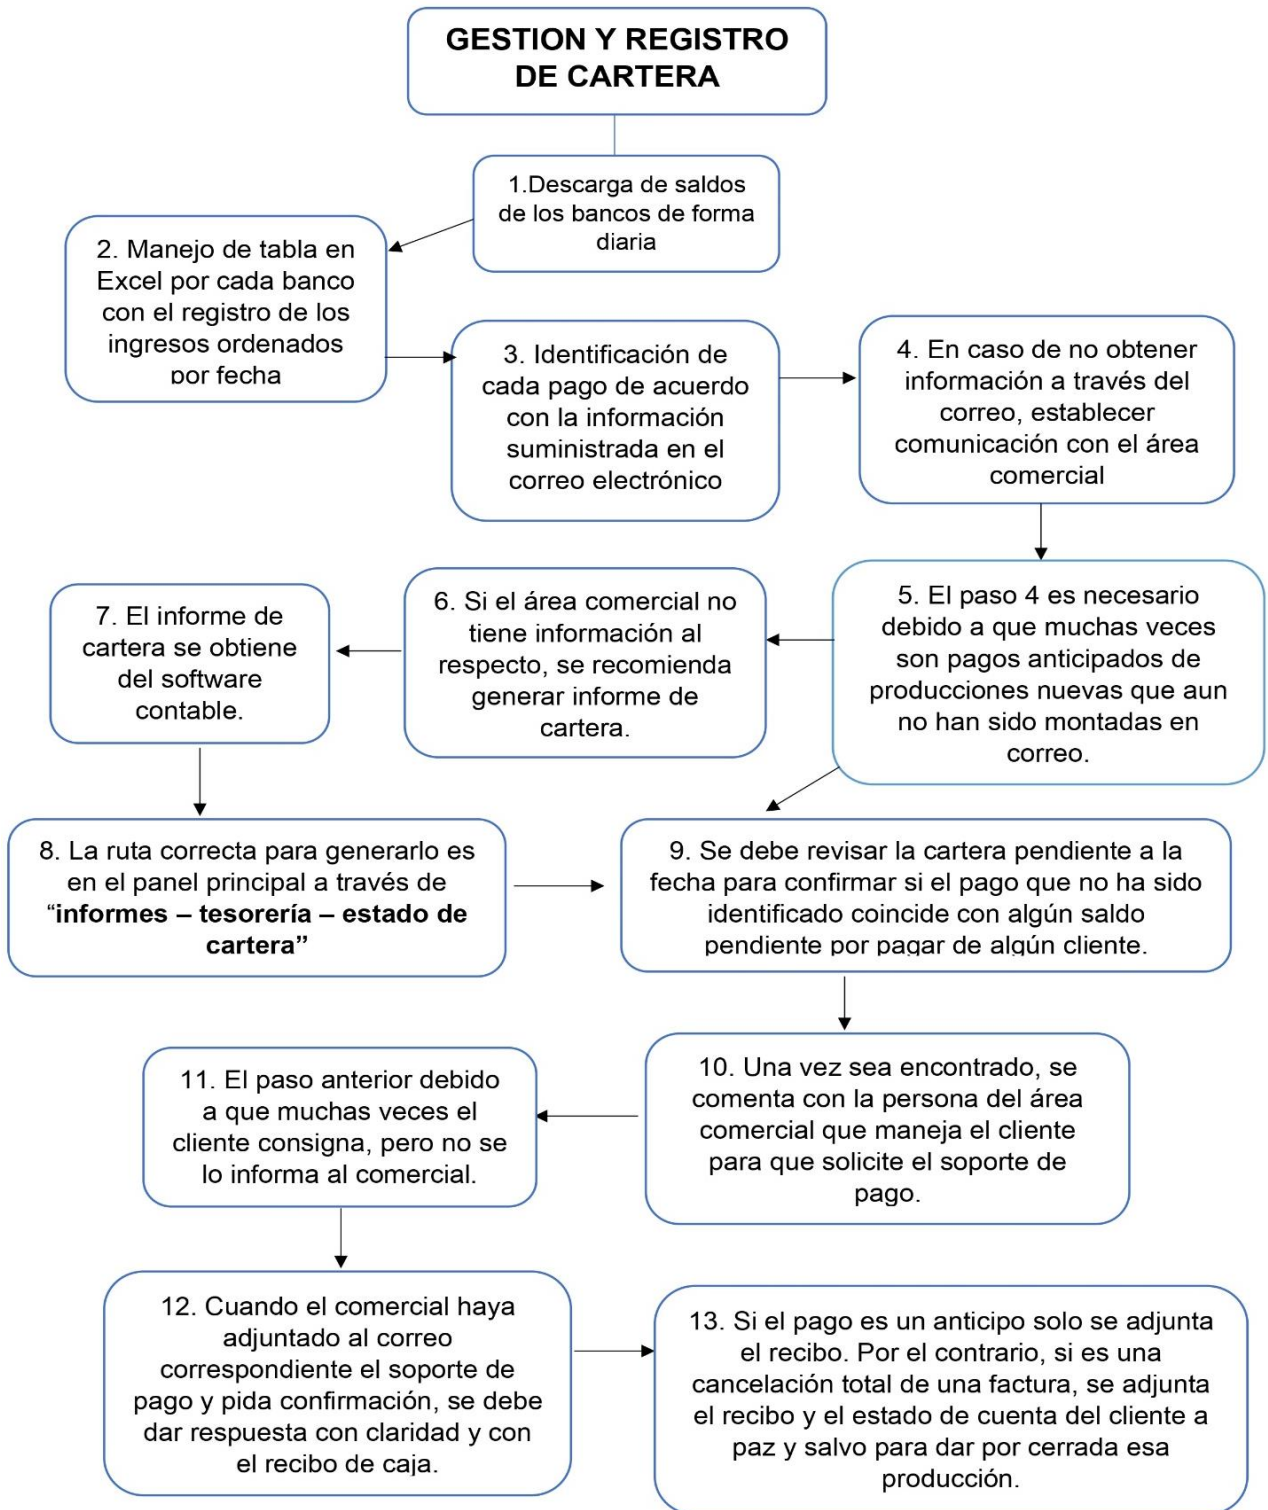 GESTION Y REGISTRO
DE CARTERA
1.Descarga de saldos
de los bancos de forma
diaria
2. Manejo de tabla en
Excel por cada banco
con el registro de los
ingresos ordenados
por fecha
3. Identificación de
cada pago de acuerdo
con la información
suministrada en el
correo electrónico
4. En caso de no obtener
información a través del
correo, establecer
comunicación con el área
comercial
5. El paso 4 es necesario
debido a que muchas veces
son pagos anticipados de
producciones nuevas que aun
no han sido montadas en
correo.
6. Si el área comercial no
tiene información al
respecto, se recomienda
generar informe de
cartera.
7. El informe de
cartera se obtiene
del software
contable.
8. La ruta correcta para generarlo es
en el panel principal a través de
“informes – tesorería – estado de
cartera”
9. Se debe revisar la cartera pendiente a la
fecha para confirmar si el pago que no ha sido
identificado coincide con algún saldo
pendiente por pagar de algún cliente.
10. Una vez sea encontrado, se
comenta con la persona del área
comercial que maneja el cliente
para que solicite el soporte de
pago.
11. El paso anterior debido
a que muchas veces el
cliente consigna, pero no se
lo informa al comercial.
12. Cuando el comercial haya
adjuntado al correo
correspondiente el soporte de
pago y pida confirmación, se debe
dar respuesta con claridad y con
el recibo de caja.
13. Si el pago es un anticipo solo se adjunta
el recibo. Por el contrario, si es una
cancelación total de una factura, se adjunta
el recibo y el estado de cuenta del cliente a
paz y salvo para dar por cerrada esa
producción.